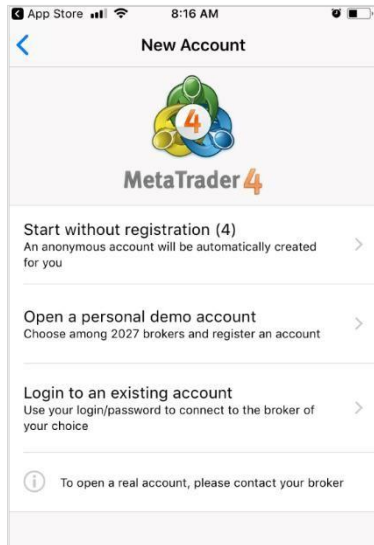 App Store 8:16 AM
New Account
4
MetaTrader 4
Start without registration (4)
An anonymous account will be automatically created
for you
Open a personal demo account
Choose among 2027 brokers and register an account
Login to an existing account
Use your login/password to connect to the broker of
your choice
To open a real account, please contact your broker